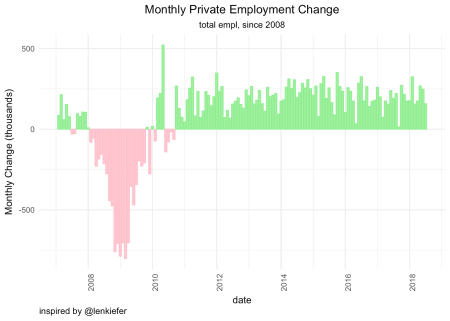 Monthly Private Employment Change
total empl, since 2008
Monthly Change (thousands)
500
0
-500
2008
2010
2012
2014
2016
2018
date
inspired by @lenkiefer